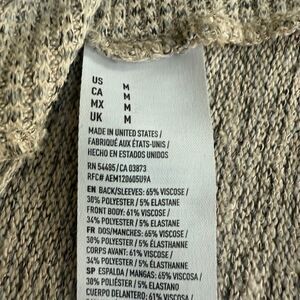 US M
CA M
MX M
UK M
MADE IN UNITED STATES /
FABRIQUÉ AUX ÉTATS-UNIS /
HECHO EN ESTADOS UNIDOS
RN 54485/ CA 03873
RFC# AEM120605U9A
EN BACK/SLEEVES: 65% VISCOSE /
30% POLYESTER / 5% ELASTANE
FRONT BODY: 61% VISCOSE /
34% POLYESTER / 5% ELASTANE
FR DOS/MANCHES: 65% VISCOSE /
30% POLYESTER / 5% ÉLASTHANNE
CORPS AVANT: 61% VISCOSE /
34% POLYESTER / 5% ÉLASTHANNE
SP ESPALDA / MANGAS: 65% VISCOSA /
30% POLIÉSTER / 5% ELASTANO
CUERPO DELANTERO: 61% VISCOSA